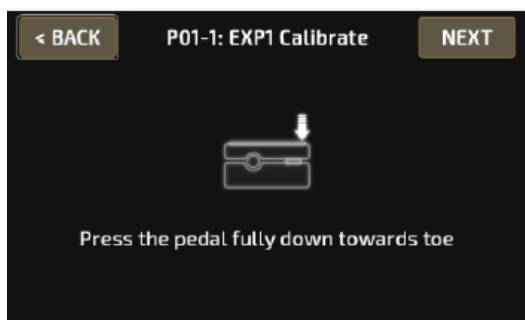 < BACK P01-1: EXP1 Calibrate NEXT
Press the pedal fully down towards toe